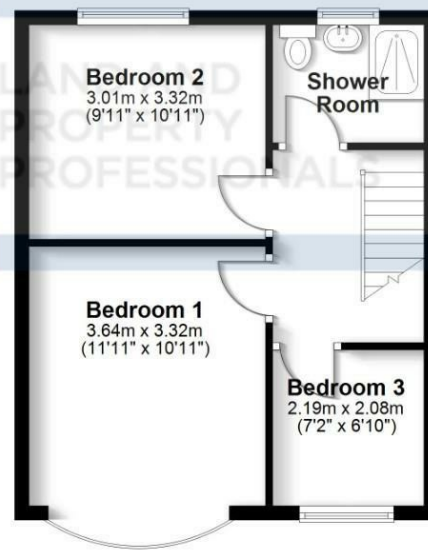 LAND AND
PROPERTY
PROFESSIONALS
Bedroom 2
3.01m x 3.32m
(9'11" x 10'11")
Shower
Room
Bedroom 1
3.64m x 3.32m
(11'11" x 10'11")
Bedroom 3
2.19m x 2.08m
(7'2" x 6'10")